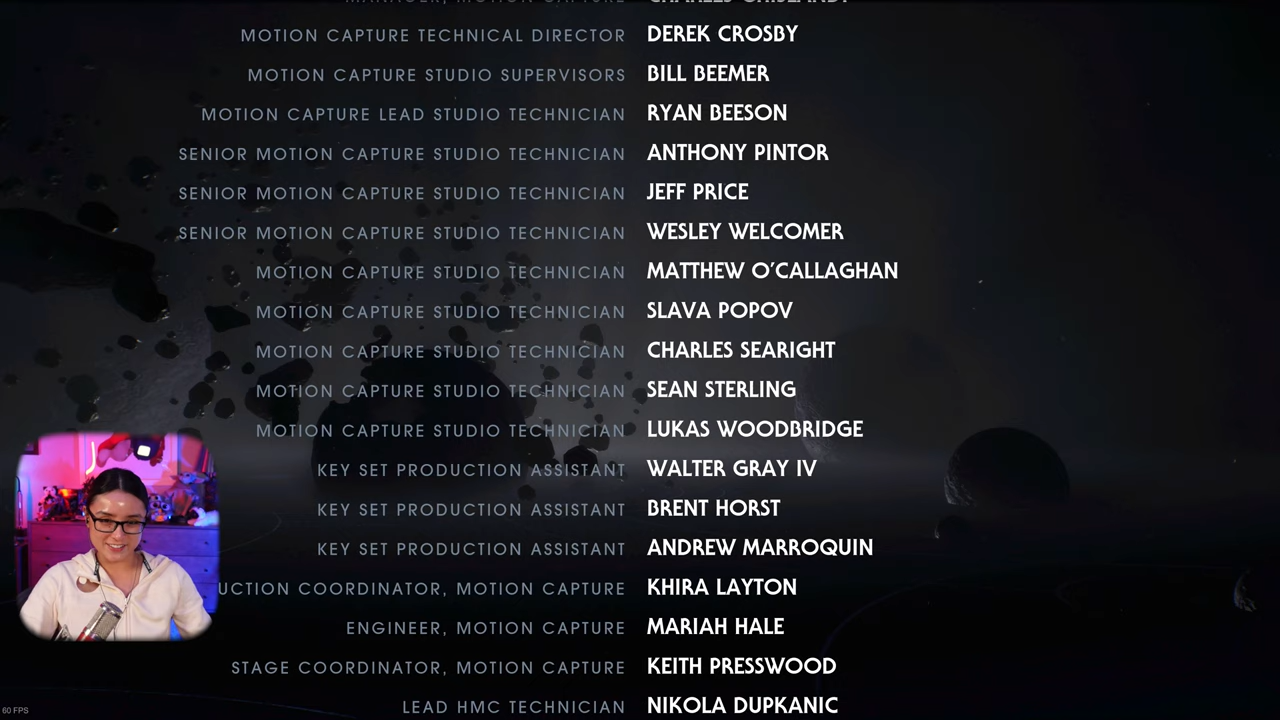 MOTION CAPTURE TECHNICAL DIRECTOR DEREK CROSBY
MOTION CAPTURE STUDIO SUPERVISORS BILL BEEMER
MOTION CAPTURE LEAD STUDIO TECHNICIAN RYAN BEESON
SENIOR MOTION CAPTURE STUDIO TECHNICIAN ANTHONY PINTOR
SENIOR MOTION CAPTURE STUDIO TECHNICIAN JEFF PRICE
SENIOR MOTION CAPTURE STUDIO TECHNICIAN WESLEY WELCOMER
MOTION CAPTURE STUDIO TECHNICIAN MATTHEW O'CALLAGHAN
MOTION CAPTURE STUDIO TECHNICIAN SLAVA POPOV
MOTION CAPTURE STUDIO TECHNICIAN CHARLES SEARIGHT
MOTION CAPTURE STUDIO TECHNICIAN SEAN STERLING
MOTION CAPTURE STUDIO TECHNICIAN LUKAS WOODBRIDGE
KEY SET PRODUCTION ASSISTANT WALTER GRAY IV
KEY SET PRODUCTION ASSISTANT BRENT HORST
KEY SET PRODUCTION ASSISTANT ANDREW MARROQUIN
UCTION COORDINATOR, MOTION CAPTURE KHIRA LAYTON
ENGINEER, MOTION CAPTURE MARIAH HALE
STAGE COORDINATOR, MOTION CAPTURE KEITH PRESSWOOD
LEAD HMC TECHNICIAN NIKOLA DUPKANIC
60 FPS